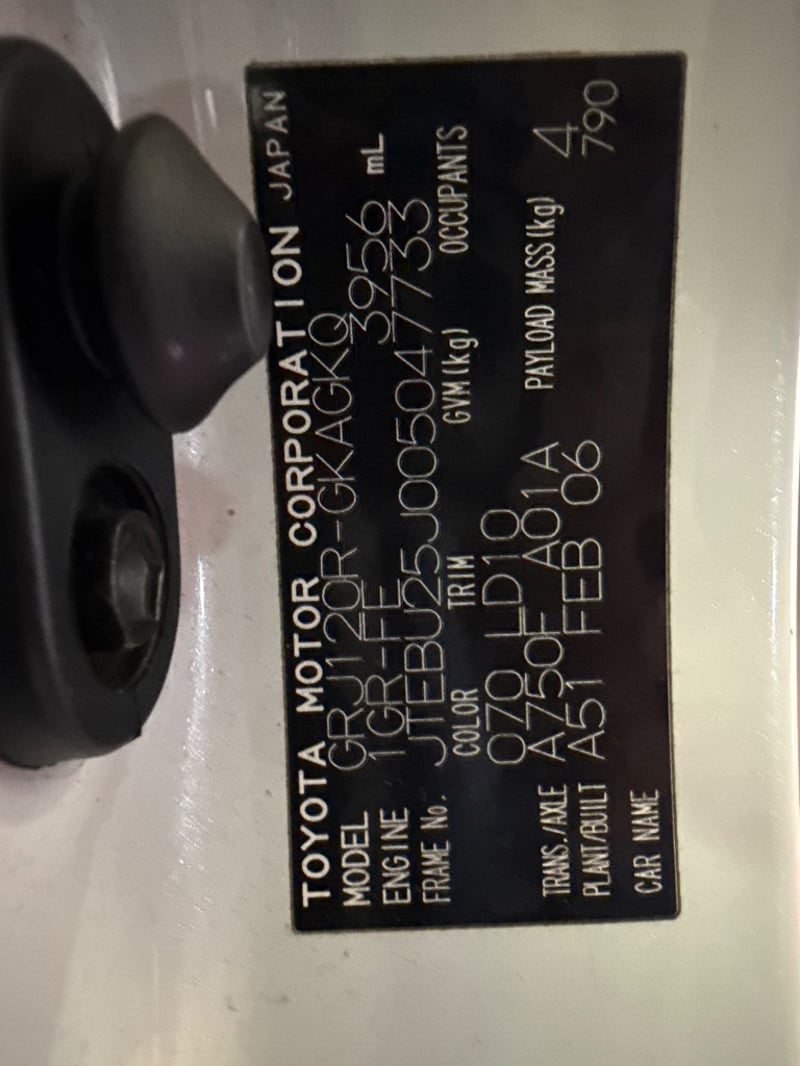 TOYOTA MOTOR CORPORATION JAPAN
MODEL GRJ120R-GKAGKQ
ENGINE 1GR-FE 3956 mL
FRAME No. JTEBU25J005047733
COLOR TRIM GVM(kg) OCCUPANTS
070 LD10 4
TRANS./AXLE A750F A01A PAYLOAD MASS(kg) 790
PLANT/BUILT A51 FEB 06
CAR NAME